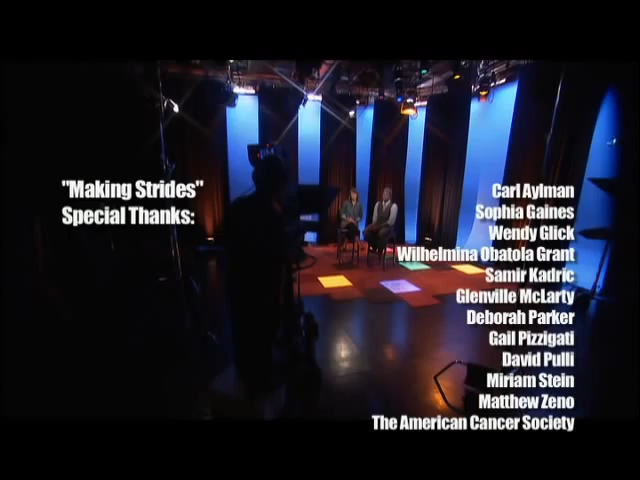 "Making Strides"
Special Thanks:
Carl Aylman
Sophia Gaines
Wendy Glick
Wilhelmina Obatola Grant
Samir Kadric
Glenville McLarty
Deborah Parker
Gail Pizzigati
David Pulli
Miriam Stein
Matthew Zeno
The American Cancer Society